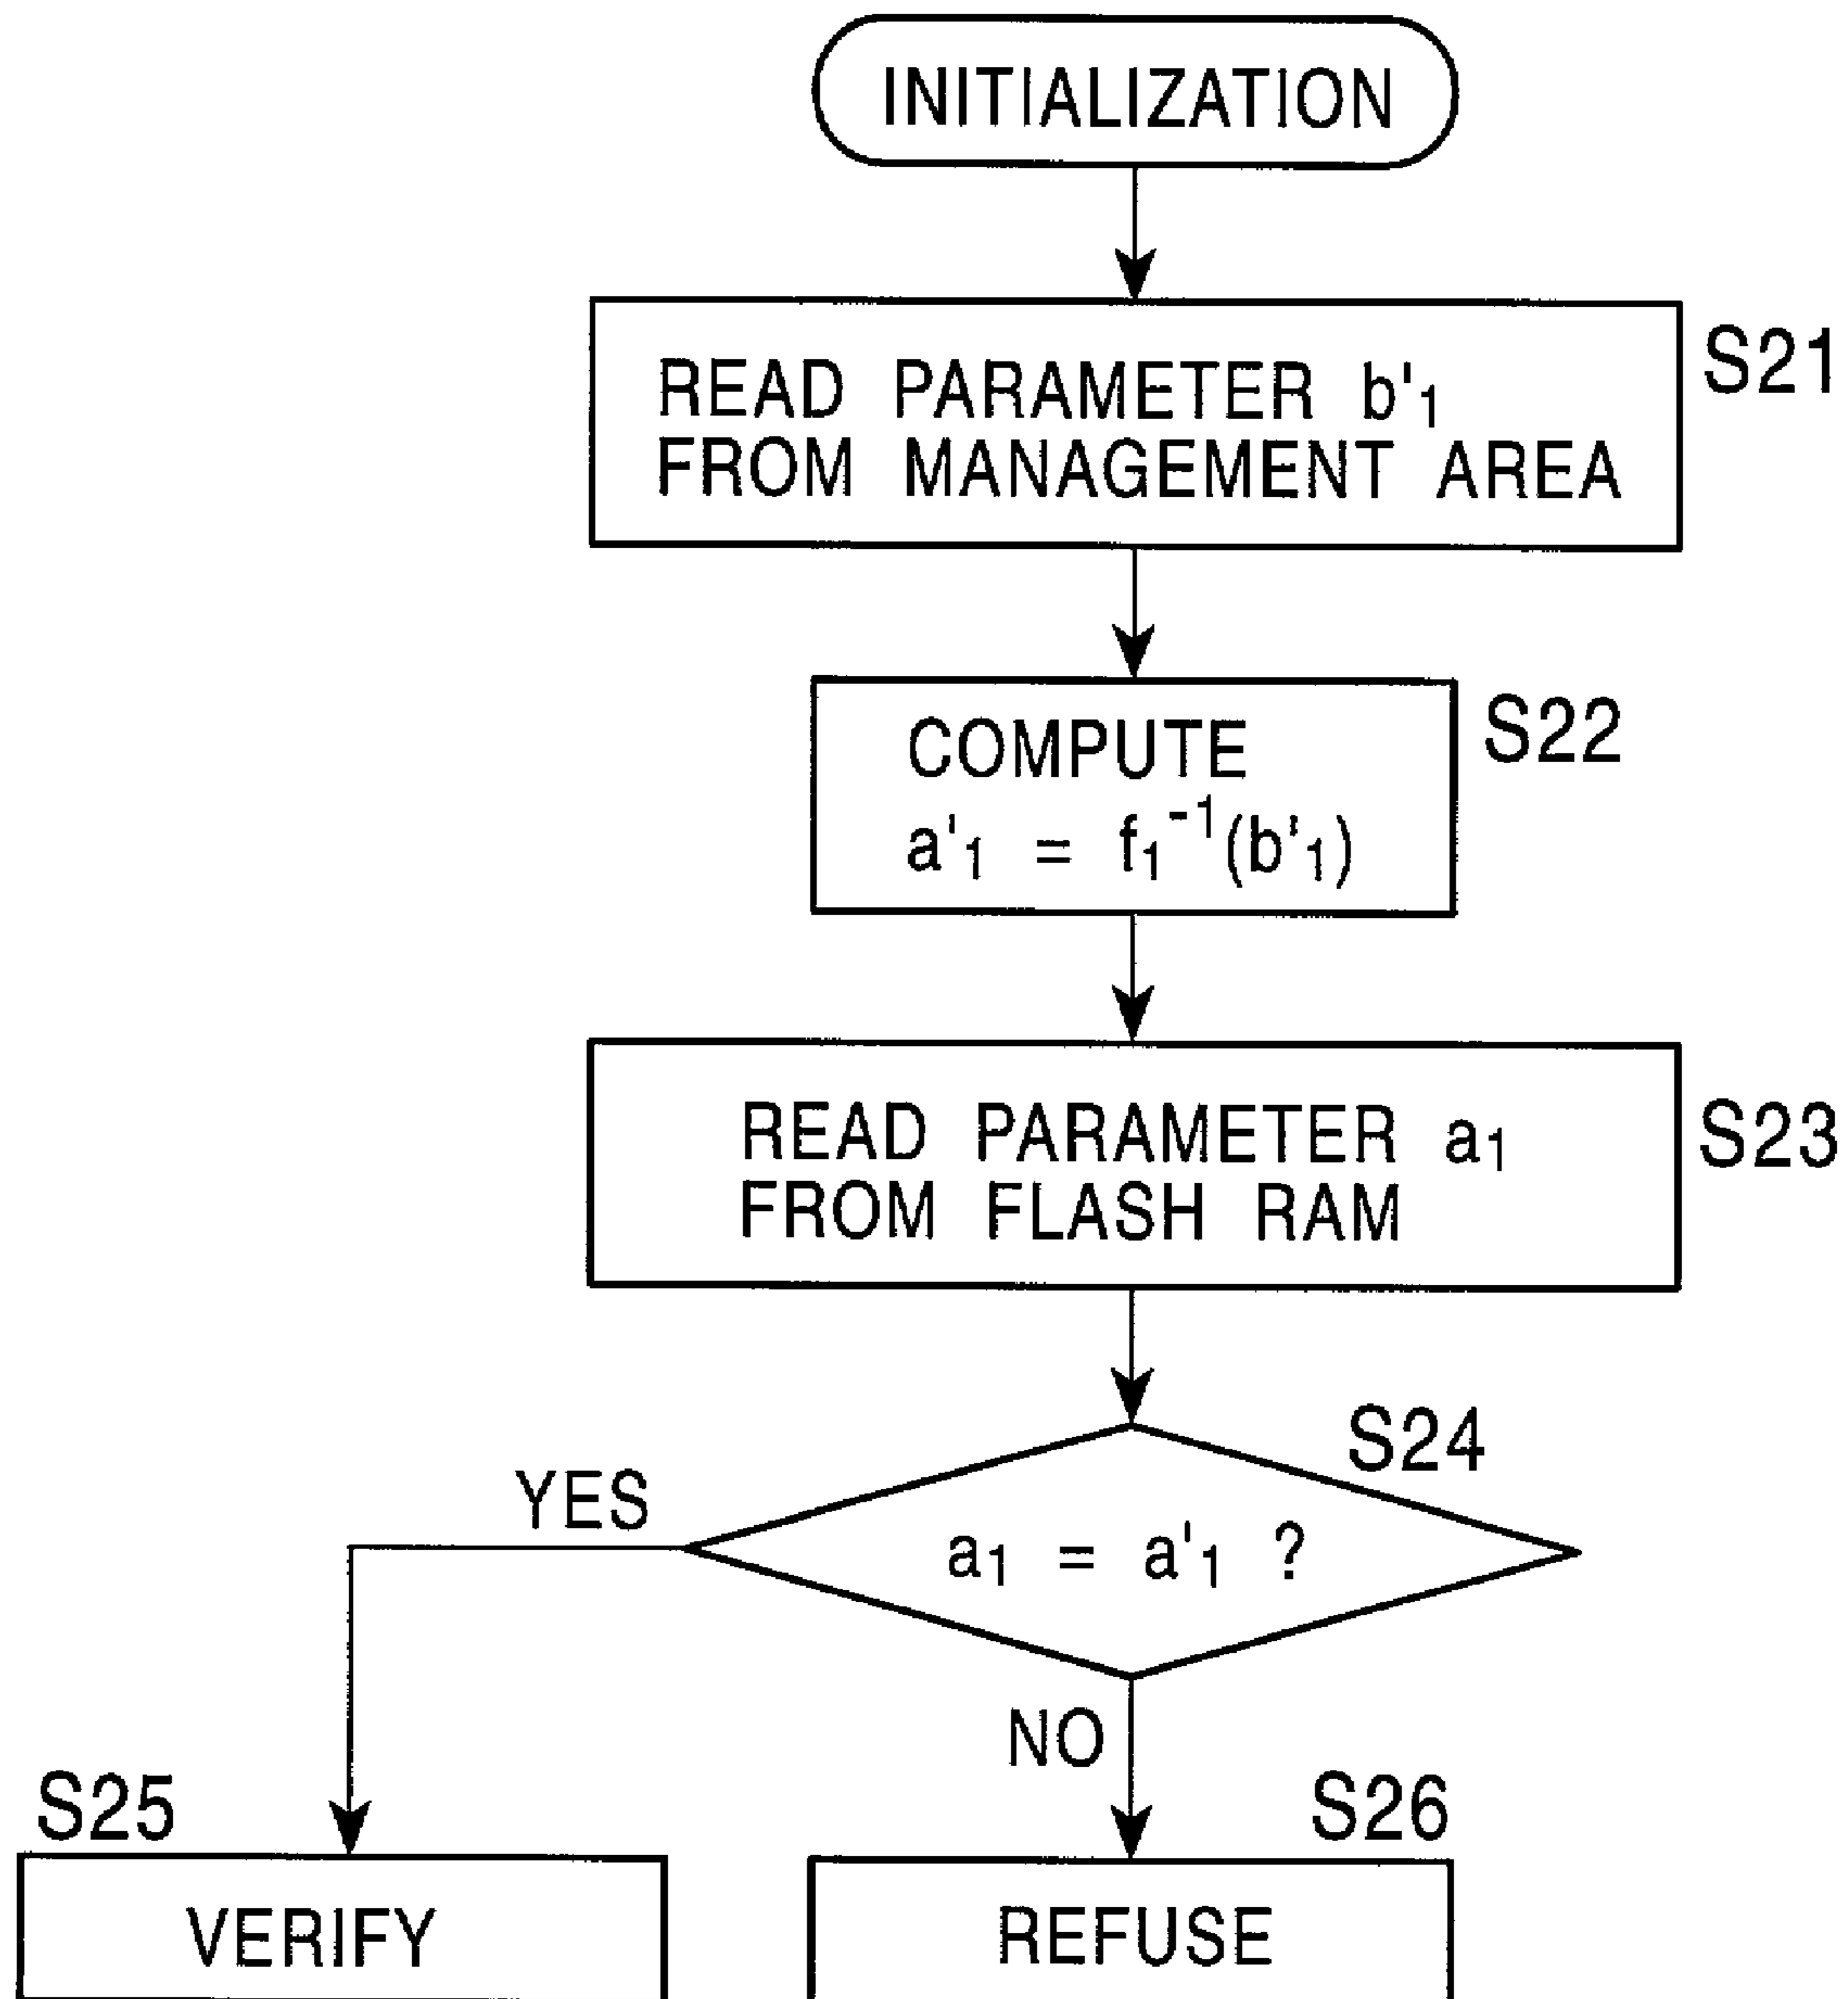 INITIALIZATION
S21
READ PARAMETER b'₁
FROM MANAGEMENT AREA
S22
COMPUTE
a'₁ = f₁⁻¹(b'₁)
S23
READ PARAMETER a₁
FROM FLASH RAM
S24
YES
a₁ = a'₁ ?
NO
S25
S26
VERIFY
REFUSE